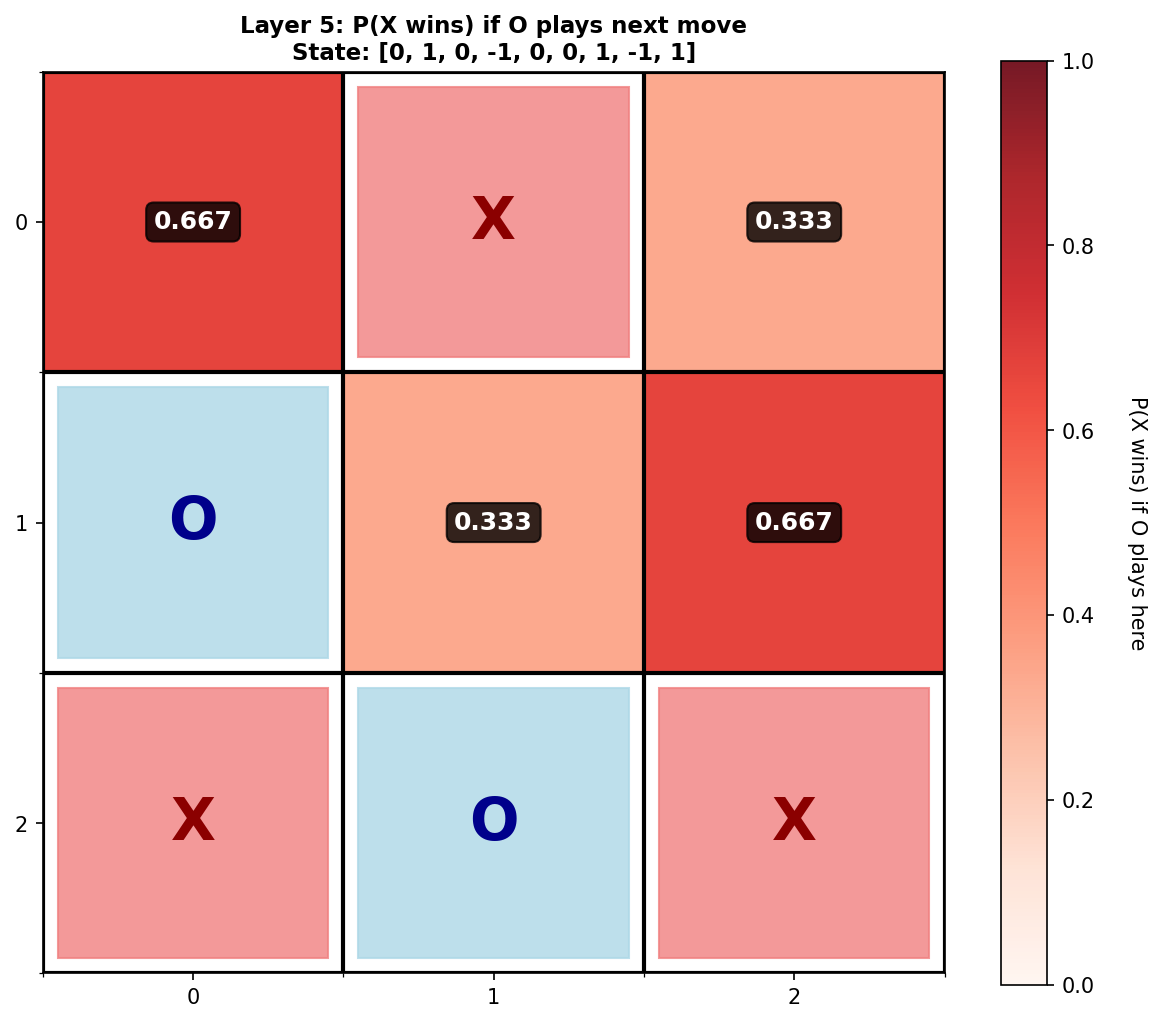 Layer 5: P(X wins) if O plays next move
State: [0, 1, 0, -1, 0, 0, 1, -1, 1]
0.667
X
0.333
O
0.333
0.667
X
O
X
0
1
2
0
1
2
1.0
0.8
0.6
0.4
0.2
0.0
P(X wins) if O plays here